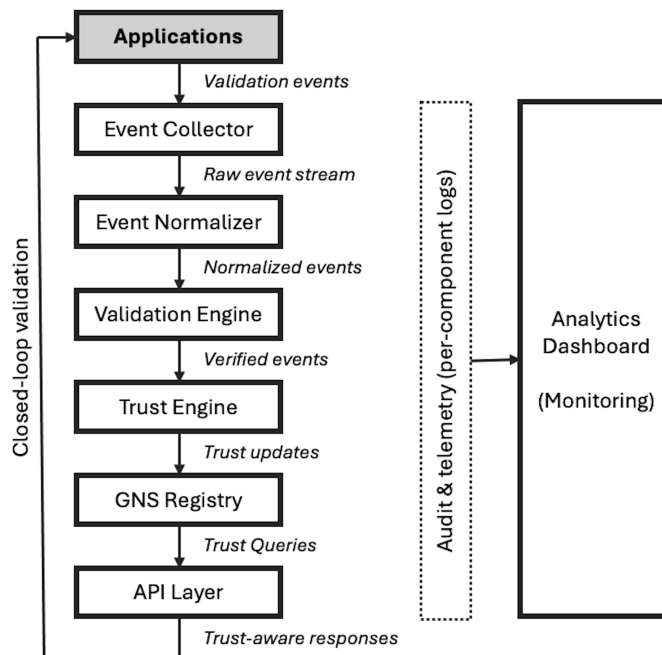 Applications
Validation events
Event Collector
Raw event stream
Event Normalizer
Normalized events
Validation Engine
Verified events
Trust Engine
Trust updates
GNS Registry
Trust Queries
API Layer
Trust-aware responses
Closed-loop validation
Audit & telemetry (per-component logs)
Analytics
Dashboard
(Monitoring)